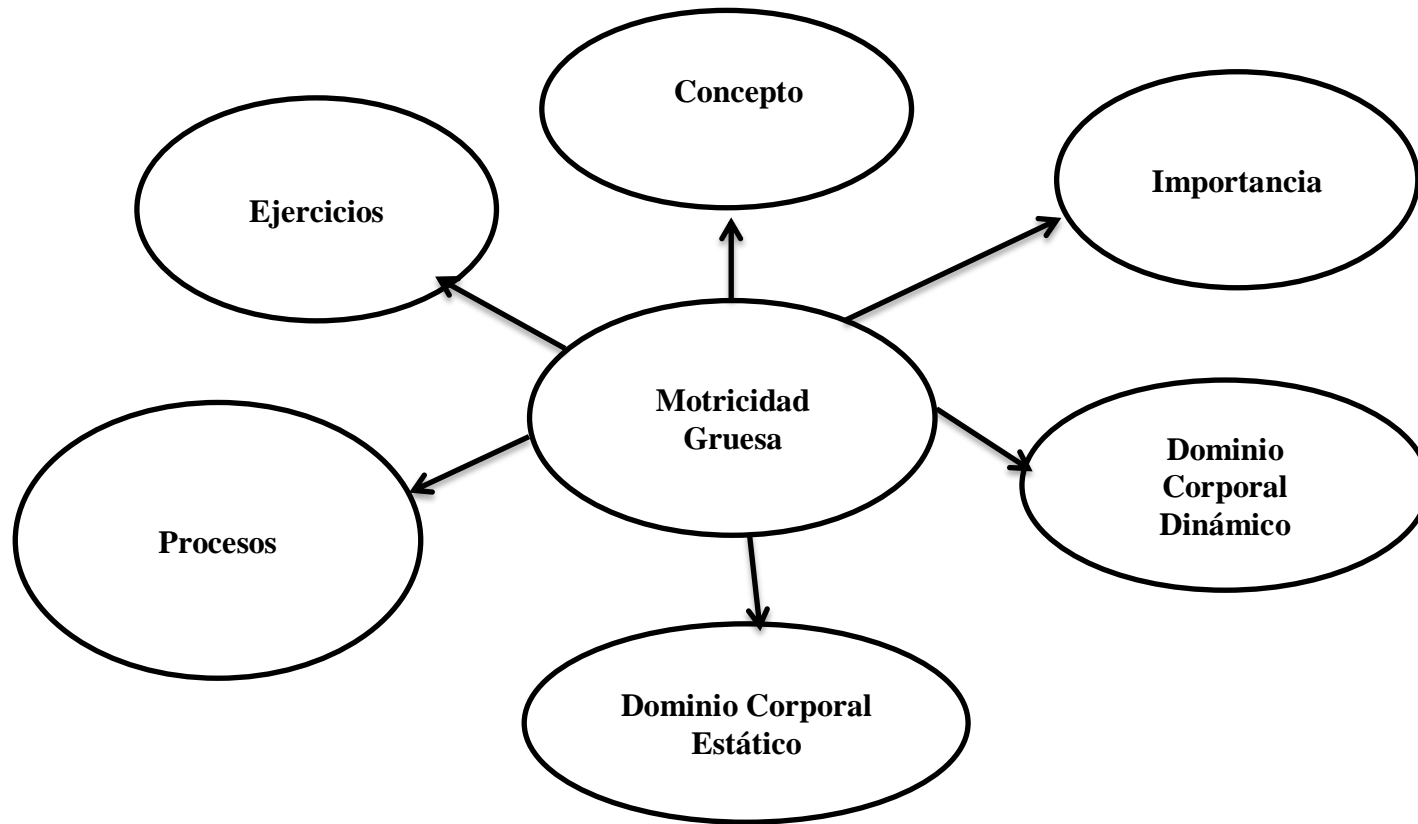 Concepto
Importancia
Ejercicios
Motricidad
Gruesa
Dominio
Corporal
Dinámico
Procesos
Dominio Corporal
Estático